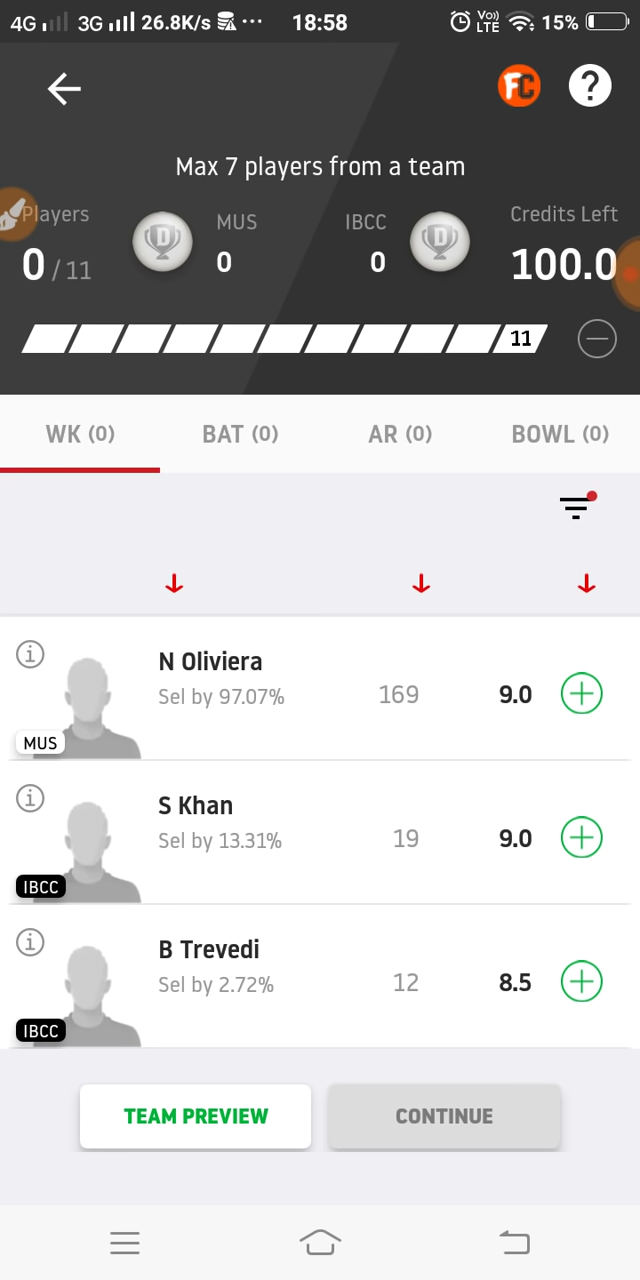 4G 3G 26.8K/s ... 18:58 Vo) LTE 15%
FC ?
Max 7 players from a team
Players MUS IBCC Credits Left
0 / 11 D 0 0 D 100.0
11
WK (0) BAT (0) AR (0) BOWL (0)
N Oliviera
Sel by 97.07% 169 9.0
MUS
S Khan
Sel by 13.31% 19 9.0
IBCC
B Trevedi
Sel by 2.72% 12 8.5
IBCC
TEAM PREVIEW CONTINUE